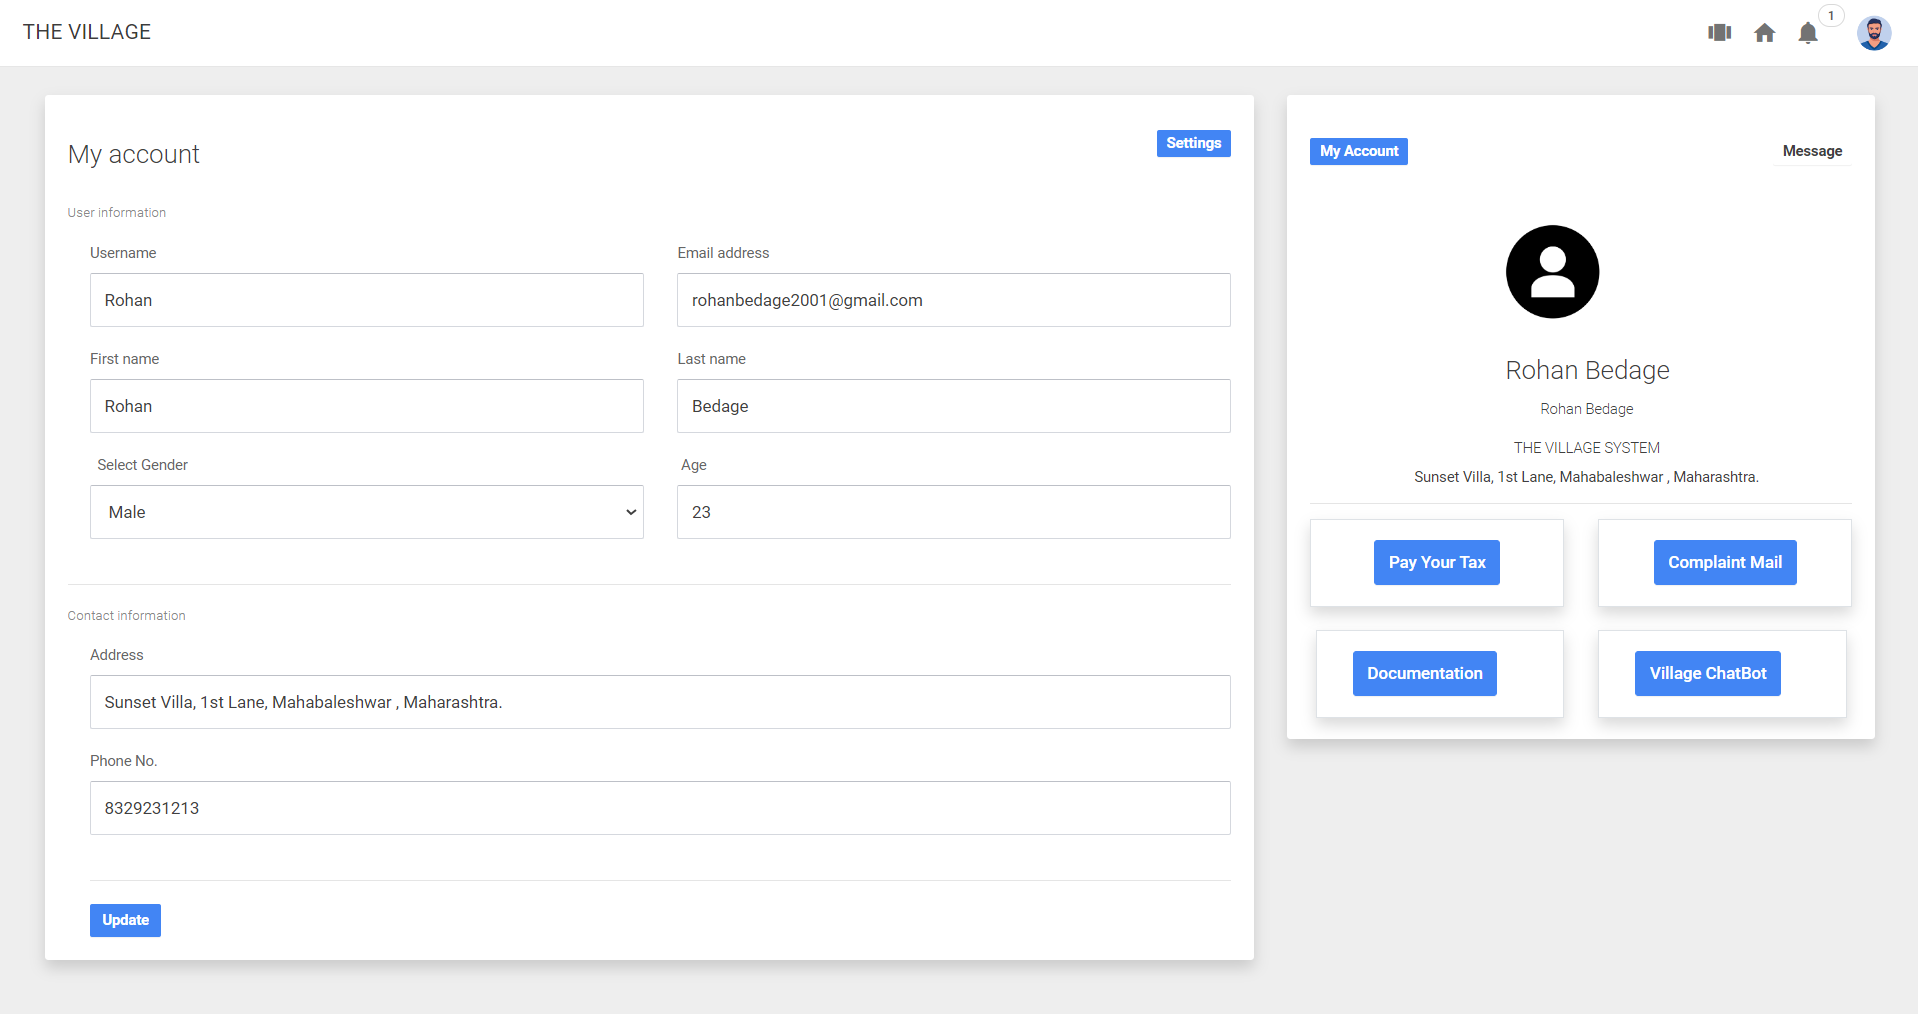 THE VILLAGE
1
My account
Settings
User information
Username
Email address
Rohan
rohanbedage2001@gmail.com
First name
Last name
Rohan
Bedage
Select Gender
Age
Male
23
Contact information
Address
Sunset Villa, 1st Lane, Mahabaleshwar , Maharashtra.
Phone No.
8329231213
Update
My Account
Message
Rohan Bedage
Rohan Bedage
THE VILLAGE SYSTEM
Sunset Villa, 1st Lane, Mahabaleshwar , Maharashtra.
Pay Your Tax
Complaint Mail
Documentation
Village ChatBot